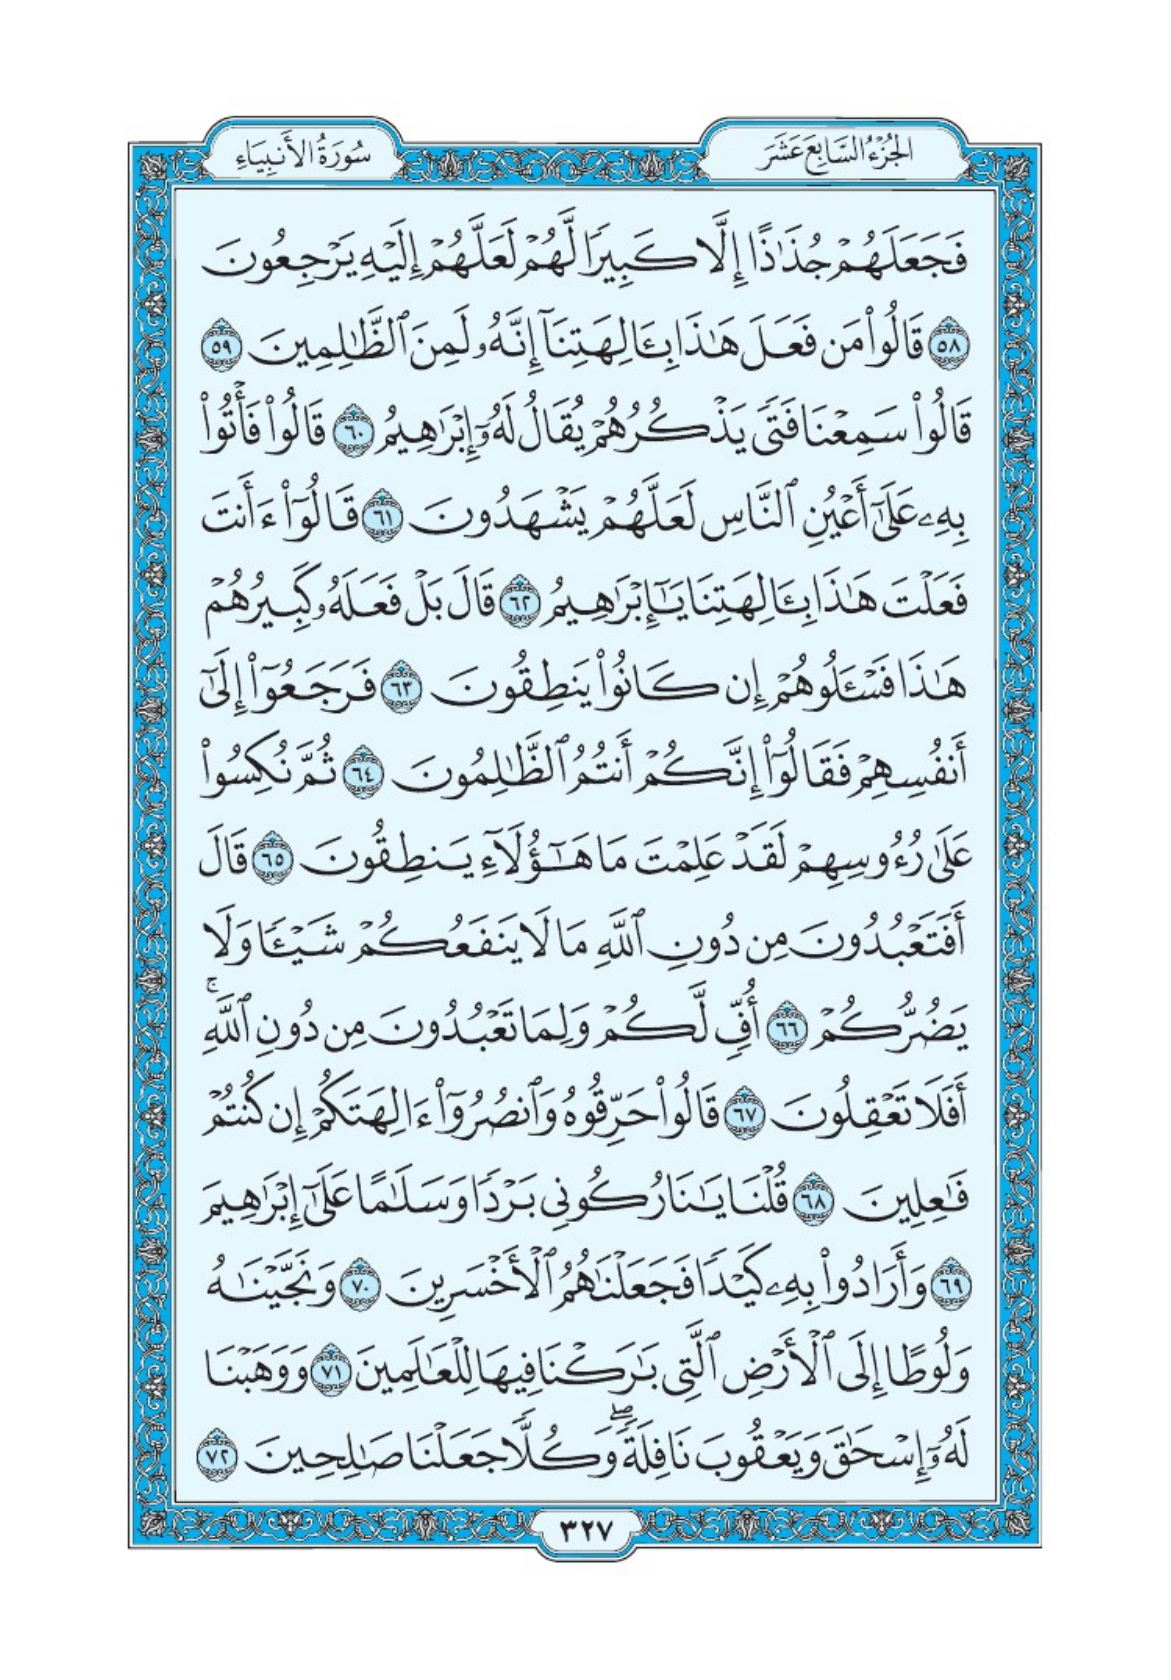 الجُزْءُ السَّابِعَ عَشَرَ
سُورَةُ الأَنبِيَاءِ
فَجَعَلَهُمْ جُذَٰذًا إِلَّا كَبِيرًا لَّهُمْ لَعَلَّهُمْ إِلَيْهِ يَرْجِعُونَ
٥٨ قَالُوا۟ مَن فَعَلَ هَٰذَا بِـَٔالِهَتِنَآ إِنَّهُۥ لَمِنَ ٱلظَّٰلِمِينَ ٥٩
قَالُوا۟ سَمِعْنَا فَتًى يَذْكُرُهُمْ يُقَالُ لَهُۥٓ إِبْرَٰهِيمُ ٦٠ قَالُوا۟ فَأْتُوا۟
بِهِۦ عَلَىٰٓ أَعْيُنِ ٱلنَّاسِ لَعَلَّهُمْ يَشْهَدُونَ ٦١ قَالُوٓا۟ ءَأَنتَ
فَعَلْتَ هَٰذَا بِـَٔالِهَتِنَا يَٰٓإِبْرَٰهِيمُ ٦٢ قَالَ بَلْ فَعَلَهُۥ كَبِيرُهُمْ
هَٰذَا فَسْـَٔلُوهُمْ إِن كَانُوا۟ يَنطِقُونَ ٦٣ فَرَجَعُوٓا۟ إِلَىٰٓ
أَنفُسِهِمْ فَقَالُوٓا۟ إِنَّكُمْ أَنتُمُ ٱلظَّٰلِمُونَ ٦٤ ثُمَّ نُكِسُوا۟
عَلَىٰ رُءُوسِهِمْ لَقَدْ عَلِمْتَ مَا هَٰٓؤُلَآءِ يَنطِقُونَ ٦٥ قَالَ
أَفَتَعْبُدُونَ مِن دُونِ ٱللَّهِ مَا لَا يَنفَعُكُمْ شَيْـًٔا وَلَا
يَضُرُّكُمْ ٦٦ أُفٍّ لَّكُمْ وَلِمَا تَعْبُدُونَ مِن دُونِ ٱللَّهِ ۚ
أَفَلَا تَعْقِلُونَ ٦٧ قَالُوا۟ حَرِّقُوهُ وَٱنصُرُوٓا۟ ءَالِهَتَكُمْ إِن كُنتُمْ
فَٰعِلِينَ ٦٨ قُلْنَا يَٰنَارُ كُونِى بَرْدًا وَسَلَٰمًا عَلَىٰٓ إِبْرَٰهِيمَ
٦٩ وَأَرَادُوا۟ بِهِۦ كَيْدًا فَجَعَلْنَٰهُمُ ٱلْأَخْسَرِينَ ٧٠ وَنَجَّيْنَٰهُ
وَلُوطًا إِلَى ٱلْأَرْضِ ٱلَّتِى بَٰرَكْنَا فِيهَا لِلْعَٰلَمِينَ ٧١ وَوَهَبْنَا
لَهُۥٓ إِسْحَٰقَ وَيَعْقُوبَ نَافِلَةً ۖ وَكُلًّا جَعَلْنَا صَٰلِحِينَ ٧٢
٣٢٧